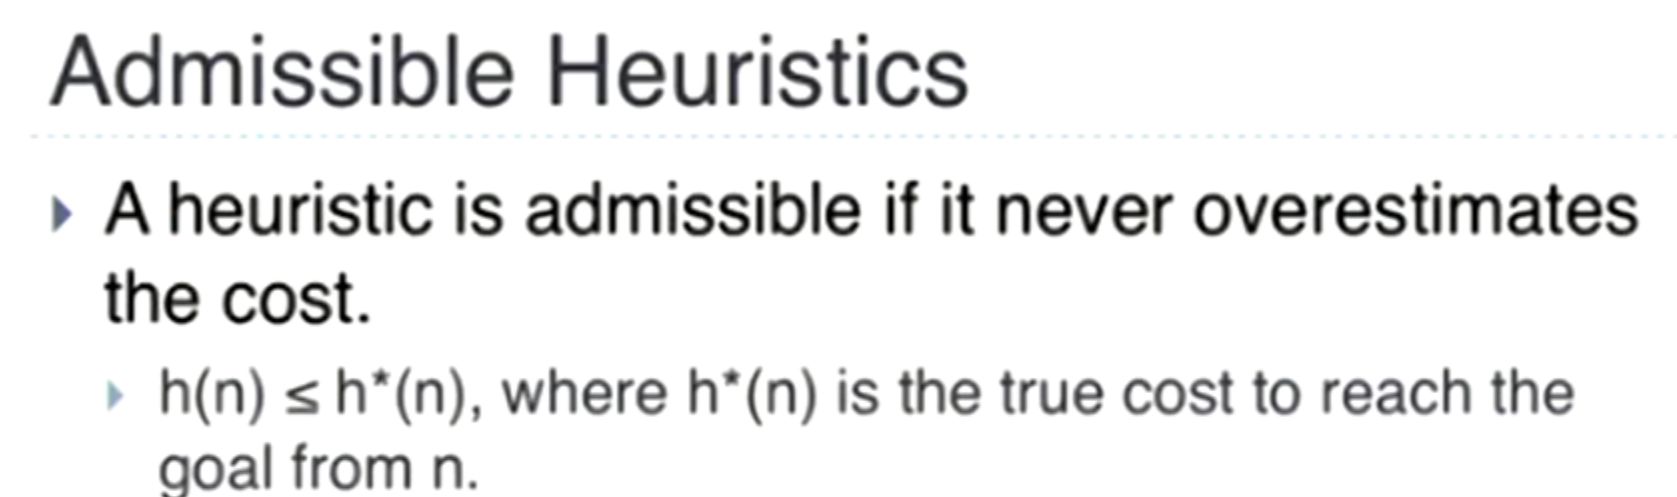 Admissible Heuristics
A heuristic is admissible if it never overestimates
the cost.
h(n) ≤ h*(n), where h*(n) is the true cost to reach the
goal from n.